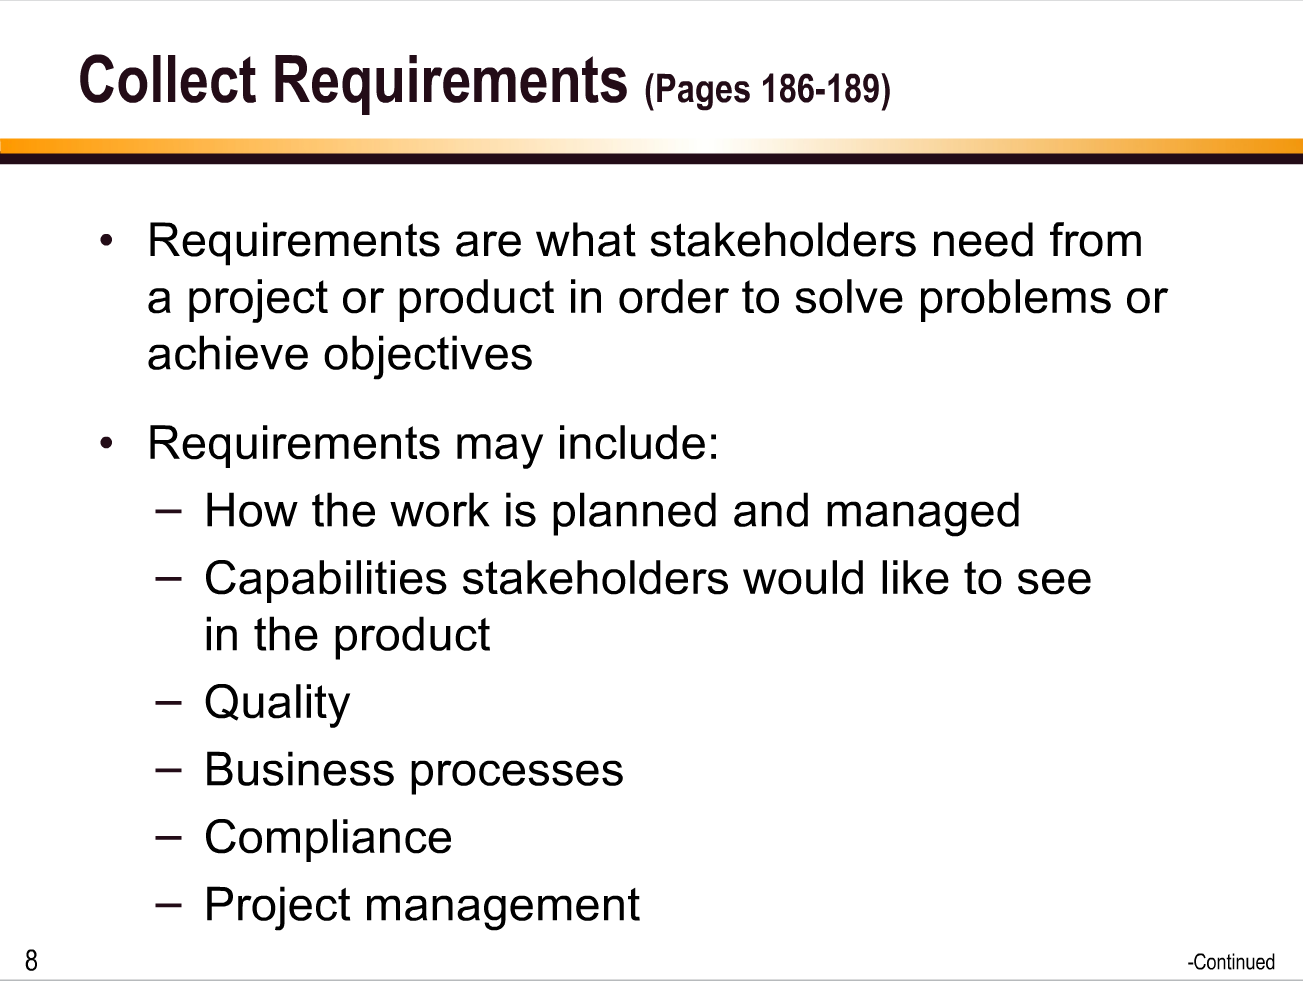 Collect Requirements (Pages 186-189)
• Requirements are what stakeholders need from
a project or product in order to solve problems or
achieve objectives
• Requirements may include:
– How the work is planned and managed
– Capabilities stakeholders would like to see
in the product
– Quality
– Business processes
– Compliance
– Project management
8
-Continued